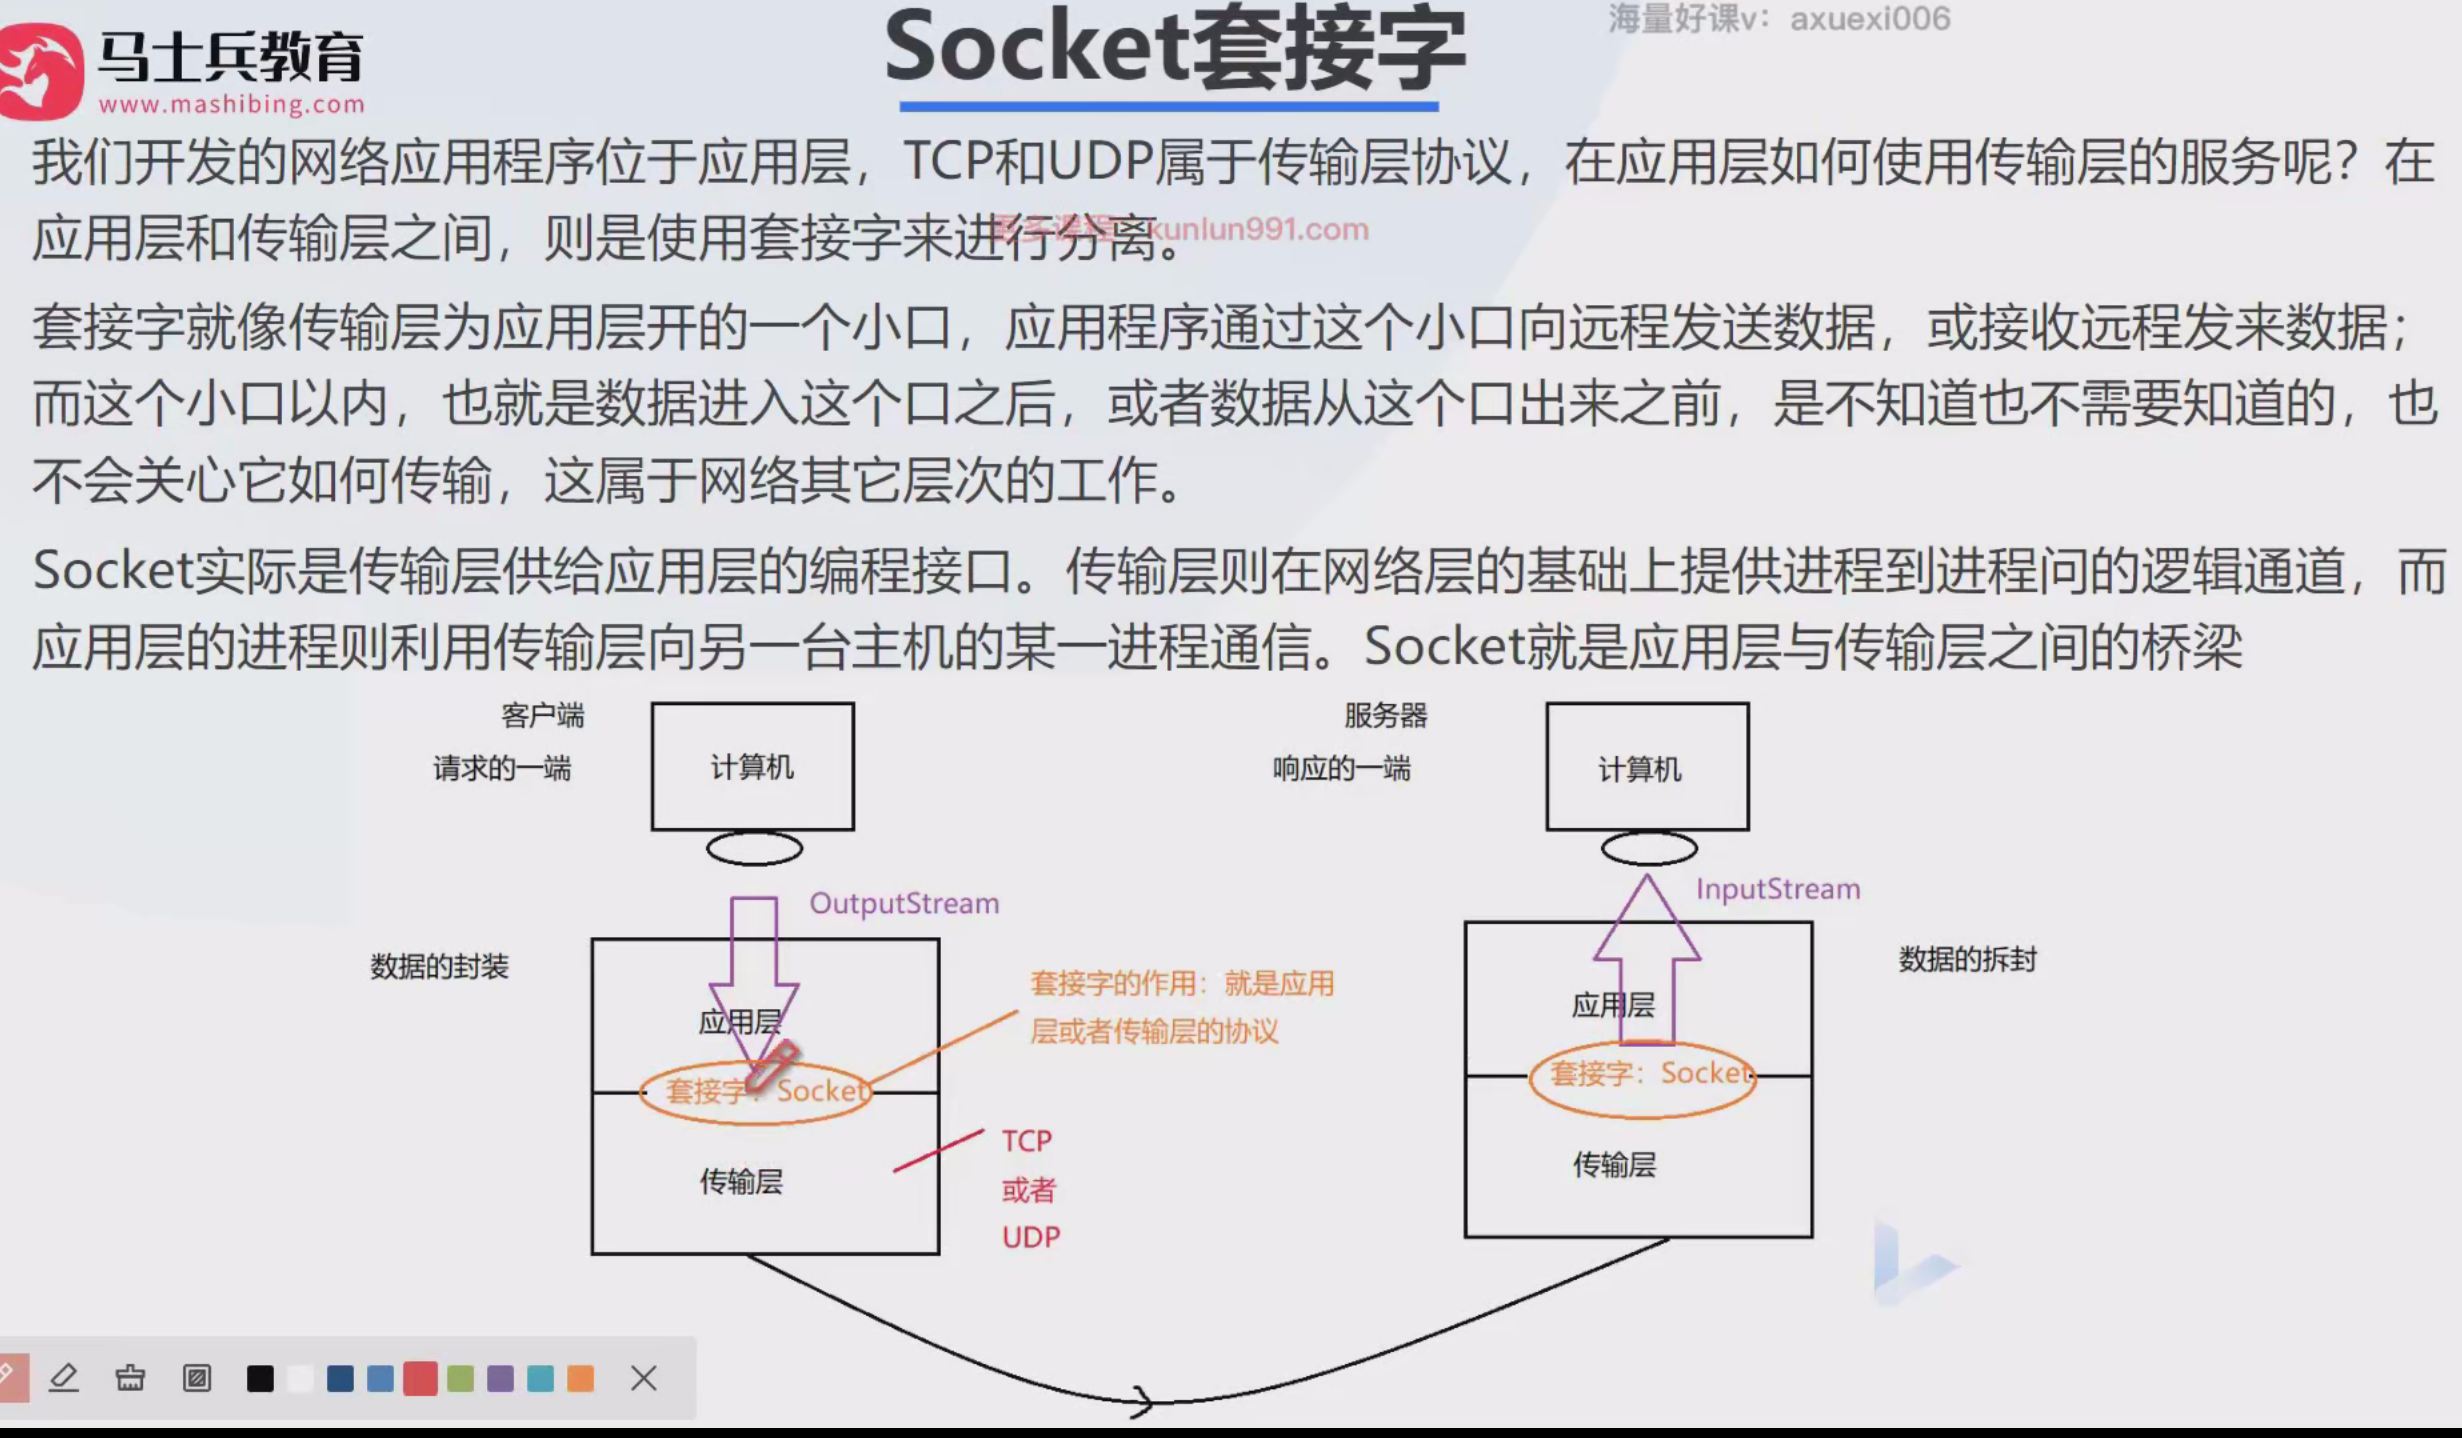 马士兵教育
www.mashibing.com
Socket套接字
海量好课v：axuexi006
我们开发的网络应用程序位于应用层，TCP和UDP属于传输层协议，在应用层如何使用传输层的服务呢？在
应用层和传输层之间，则是使用套接字来进行分离。
更多课程 kunlun991.com
套接字就像传输层为应用层开的一个小口，应用程序通过这个小口向远程发送数据，或接收远程发来数据；
而这个小口以内，也就是数据进入这个口之后，或者数据从这个口出来之前，是不知道也不需要知道的，也
不会关心它如何传输，这属于网络其它层次的工作。
Socket实际是传输层供给应用层的编程接口。传输层则在网络层的基础上提供进程到进程问的逻辑通道，而
应用层的进程则利用传输层向另一台主机的某一进程通信。Socket就是应用层与传输层之间的桥梁
客户端
请求的一端
计算机
服务器
响应的一端
计算机
OutputStream
InputStream
数据的封装
应用层
套接字的作用：就是应用
层或者传输层的协议
应用层
数据的拆封
套接字：Socket
套接字：Socket
传输层
TCP
或者
UDP
传输层